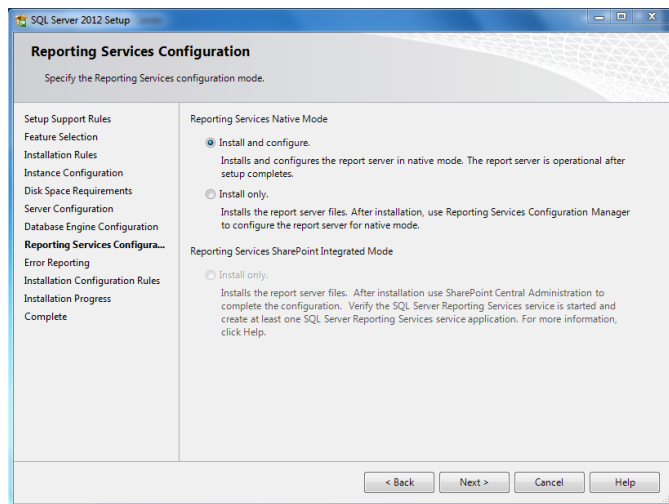 SQL Server 2012 Setup
Reporting Services Configuration
Specify the Reporting Services configuration mode.
Setup Support Rules
Feature Selection
Installation Rules
Instance Configuration
Disk Space Requirements
Server Configuration
Database Engine Configuration
Reporting Services Configura...
Error Reporting
Installation Configuration Rules
Installation Progress
Complete
Reporting Services Native Mode
Install and configure.
Installs and configures the report server in native mode. The report server is operational after
setup completes.
Install only.
Installs the report server files. After installation, use Reporting Services Configuration Manager
to configure the report server for native mode.
Reporting Services SharePoint Integrated Mode
Install only.
Installs the report server files. After installation use SharePoint Central Administration to
complete the configuration. Verify the SQL Server Reporting Services service is started and
create at least one SQL Server Reporting Services service application. For more information,
click Help.
< Back
Next >
Cancel
Help